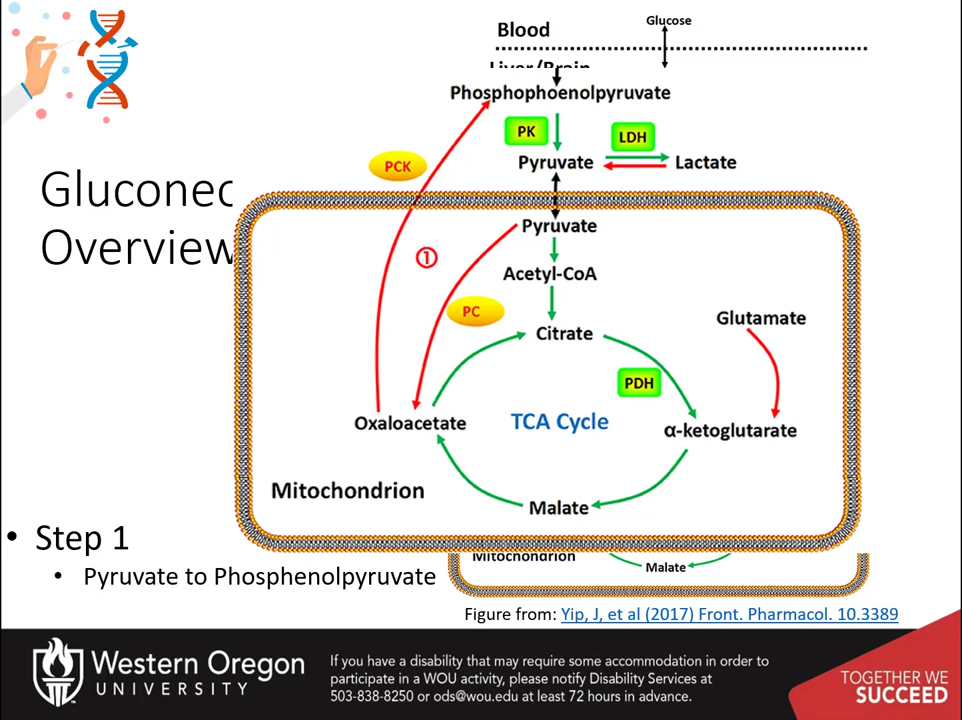 Blood
Glucose
Liver/Brain
Phosphophoenolpyruvate
PK
LDH
PCK
Pyruvate
Lactate
Gluconeo
Overview
Pyruvate
①
Acetyl-CoA
PC
Citrate
Glutamate
PDH
Oxaloacetate
TCA Cycle
α-ketoglutarate
Mitochondrion
Malate
• Step 1
Mitochondrion
Malate
• Pyruvate to Phosphenolpyruvate
Figure from: Yip, J, et al (2017) Front. Pharmacol. 10.3389
Western Oregon
UNIVERSITY
If you have a disability that may require some accommodation in order to
participate in a WOU activity, please notify Disability Services at
503-838-8250 or ods@wou.edu at least 72 hours in advance.
TOGETHER WE
SUCCEED